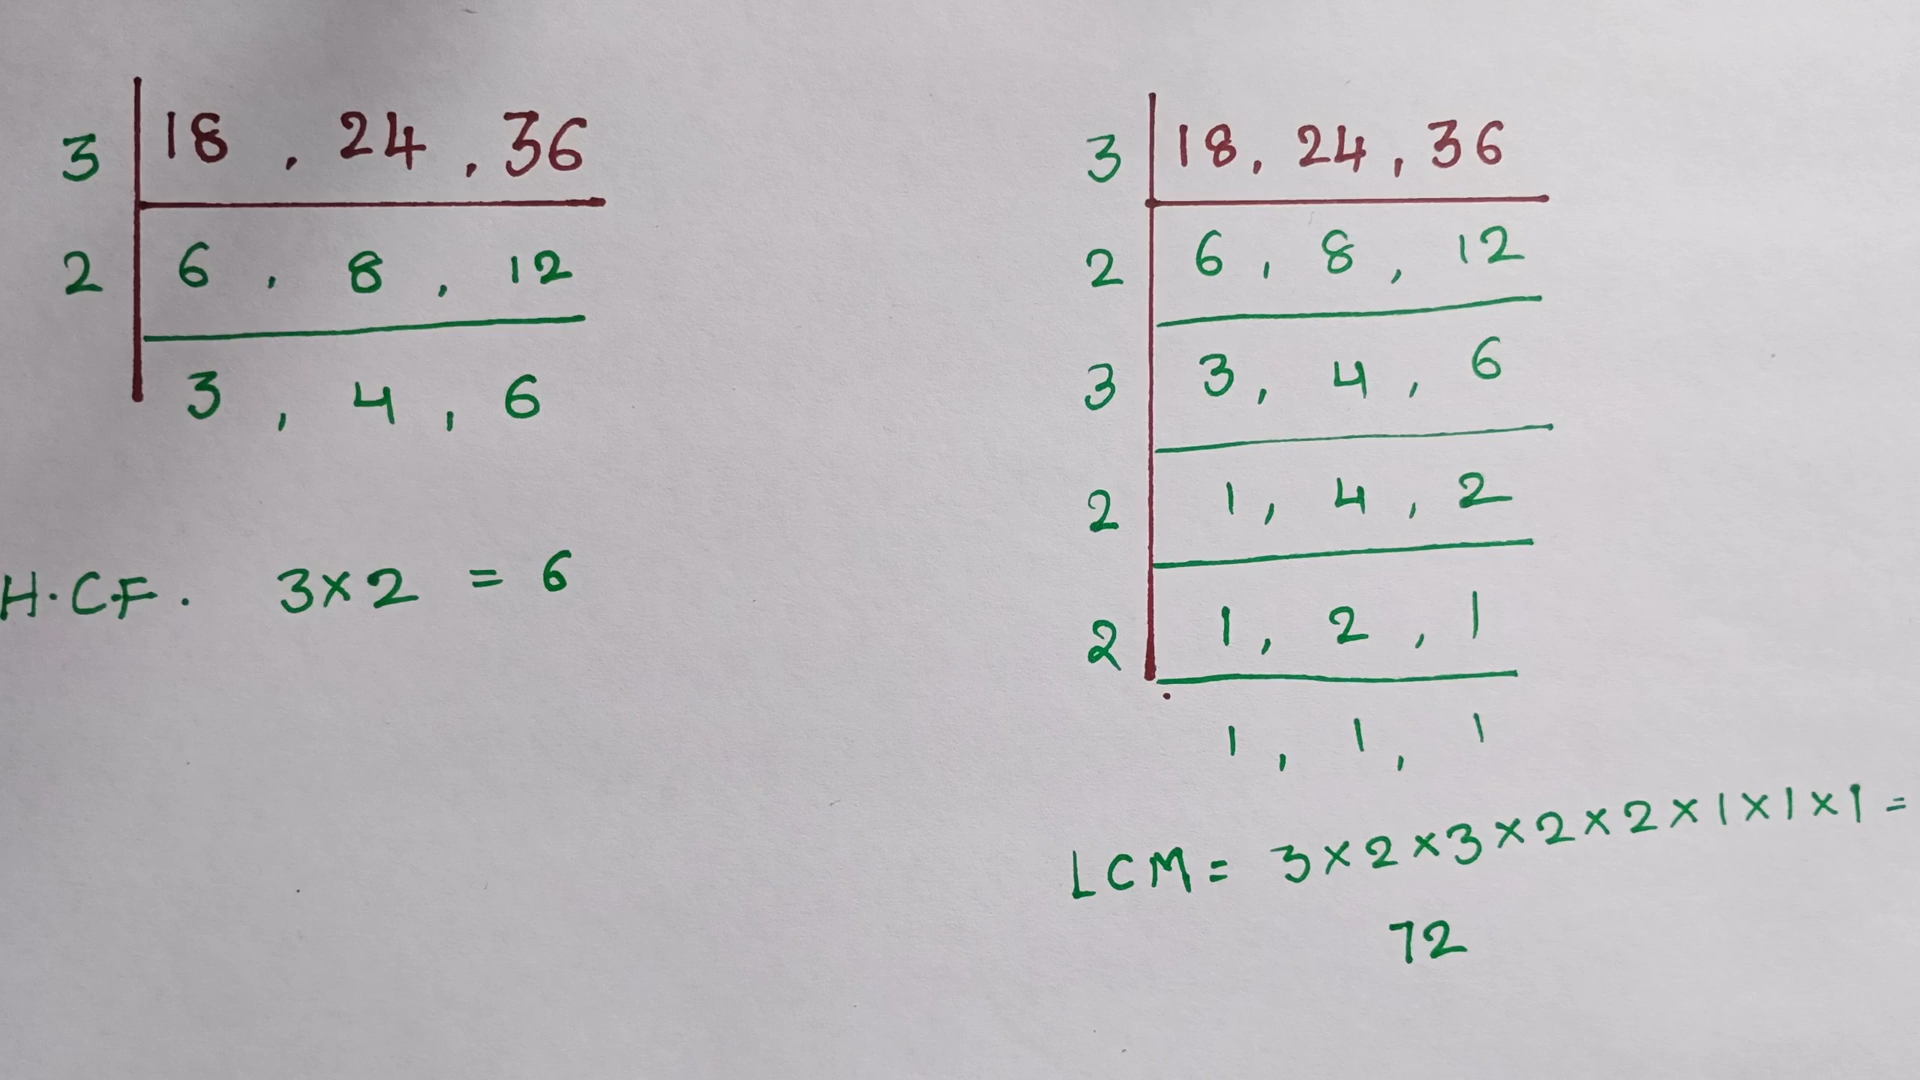 3 18 , 24 , 36
2 6 , 8 , 12
3 , 4 , 6
H.C.F. 3×2 = 6
3 18, 24, 36
2 6, 8, 12
3 3, 4, 6
2 1, 4, 2
2 1, 2, 1
1, 1, 1
LCM = 3×2×3×2×2×1×1×1 =
72